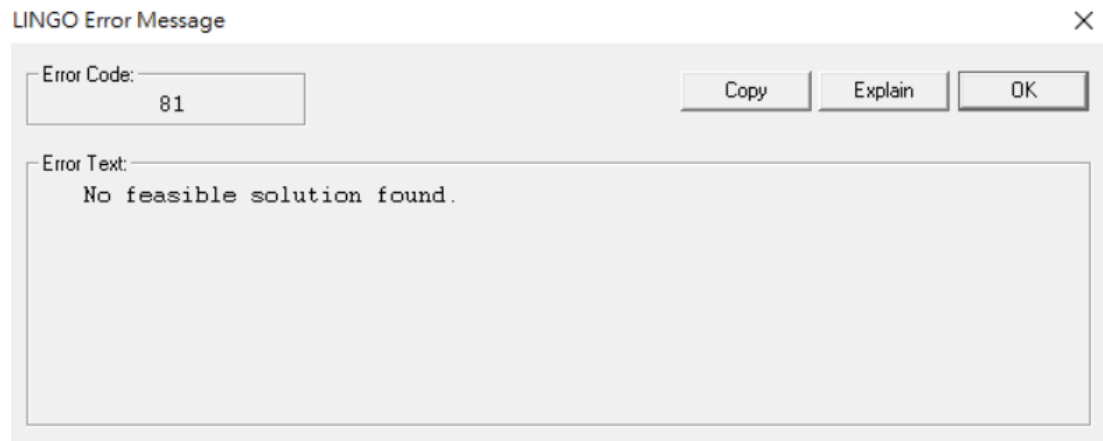 LINGO Error Message
Error Code:
81
Copy
Explain
OK
Error Text:
No feasible solution found.